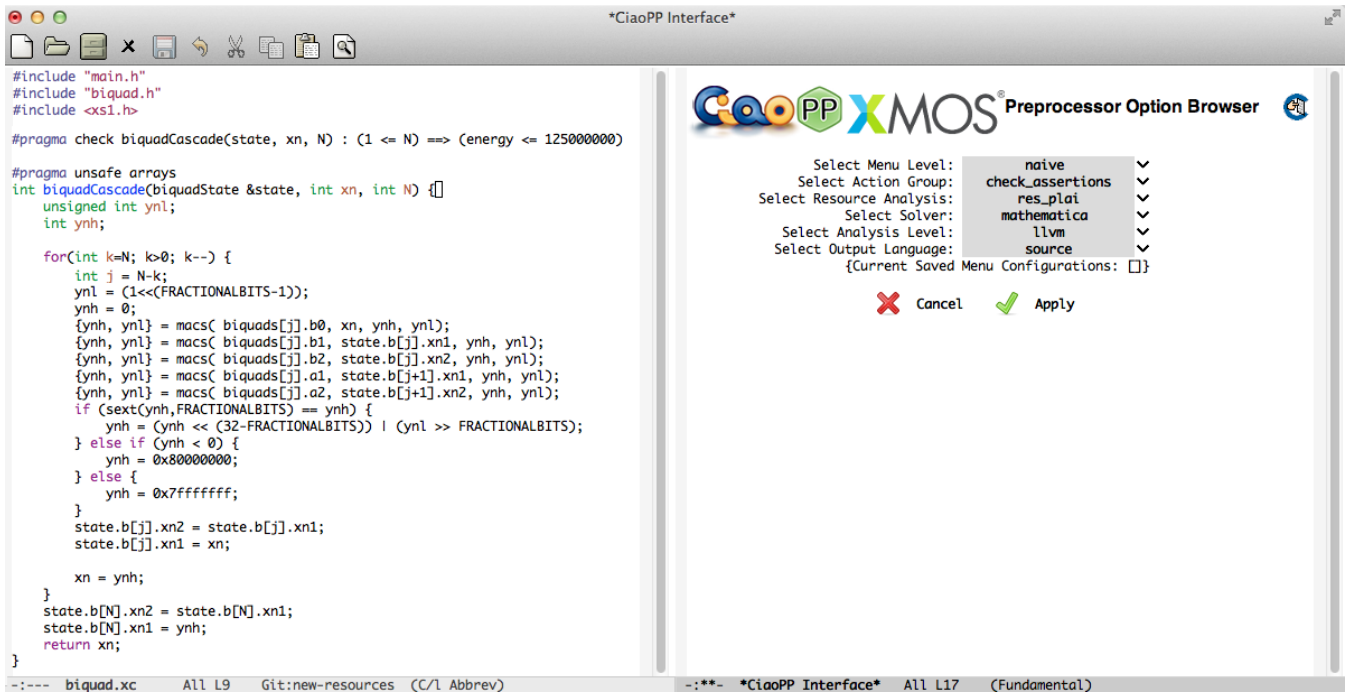 *CiaoPP Interface*
#include "main.h"
#include "biquad.h"
#include <xs1.h>
#pragma check biquadCascade(state, xn, N) : (1 <= N) ==> (energy <= 125000000)
#pragma unsafe arrays
int biquadCascade(biquadState &state, int xn, int N) {
    unsigned int ynl;
    int ynh;
    for(int k=N; k>0; k--) {
        int j = N-k;
        ynl = (1<<(FRACTIONALBITS-1));
        ynh = 0;
        {ynh, ynl} = macs( biquads[j].b0, xn, ynh, ynl);
        {ynh, ynl} = macs( biquads[j].b1, state.b[j].xn1, ynh, ynl);
        {ynh, ynl} = macs( biquads[j].b2, state.b[j].xn2, ynh, ynl);
        {ynh, ynl} = macs( biquads[j].a1, state.b[j+1].xn1, ynh, ynl);
        {ynh, ynl} = macs( biquads[j].a2, state.b[j+1].xn2, ynh, ynl);
        if (sext(ynh,FRACTIONALBITS) == ynh) {
            ynh = (ynh << (32-FRACTIONALBITS)) | (ynl >> FRACTIONALBITS);
        } else if (ynh < 0) {
            ynh = 0x80000000;
        } else {
            ynh = 0x7fffffff;
        }
        state.b[j].xn2 = state.b[j].xn1;
        state.b[j].xn1 = xn;
        xn = ynh;
    }
    state.b[N].xn2 = state.b[N].xn1;
    state.b[N].xn1 = ynh;
    return xn;
}
-:--- biquad.xc All L9 Git:new-resources (C/l Abbrev)
Ciao PP XMOS® Preprocessor Option Browser
Select Menu Level: naive
Select Action Group: check_assertions
Select Resource Analysis: res_plai
Select Solver: mathematica
Select Analysis Level: llvm
Select Output Language: source
{Current Saved Menu Configurations: []}
Cancel Apply
-:**- *CiaoPP Interface* All L17 (Fundamental)